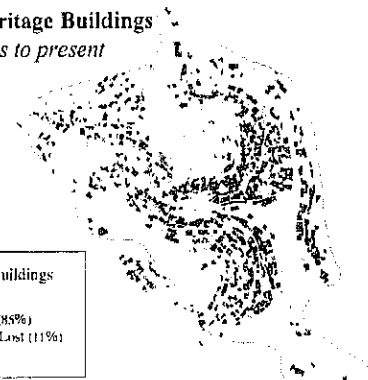 ritage Buildings
s to present
uildings
(85%)
Lost (11%)